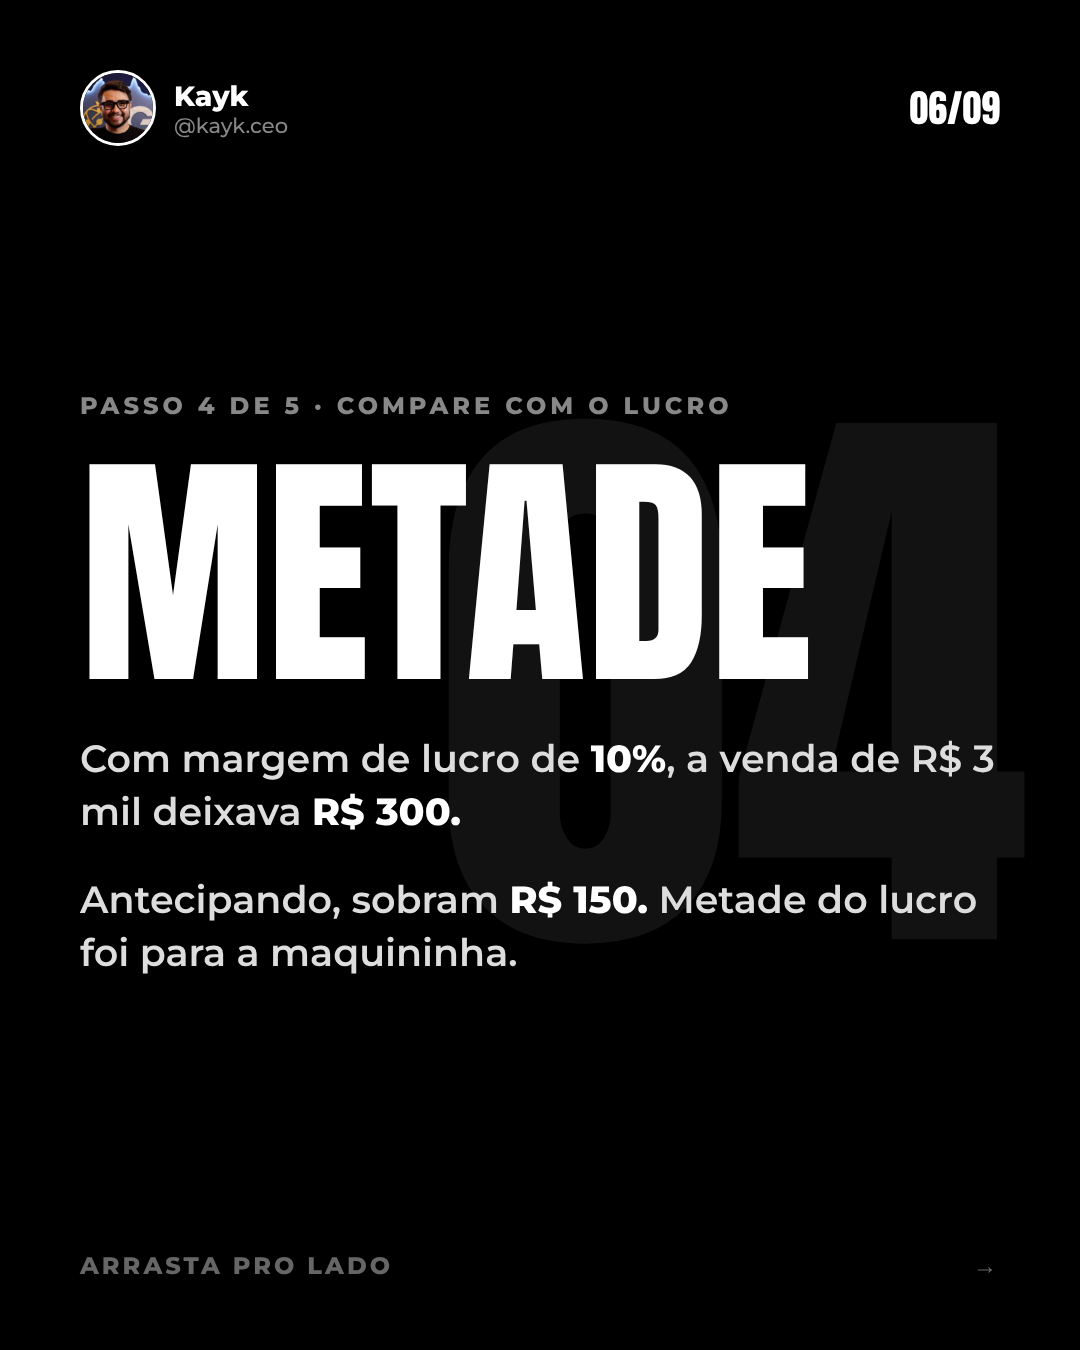 Kayk
@kayk.ceo
06/09
PASSO 4 DE 5 · COMPARE COM O LUCRO
04
METADE
Com margem de lucro de 10%, a venda de R$ 3
mil deixava R$ 300.
Antecipando, sobram R$ 150. Metade do lucro
foi para a maquininha.
ARRASTA PRO LADO →